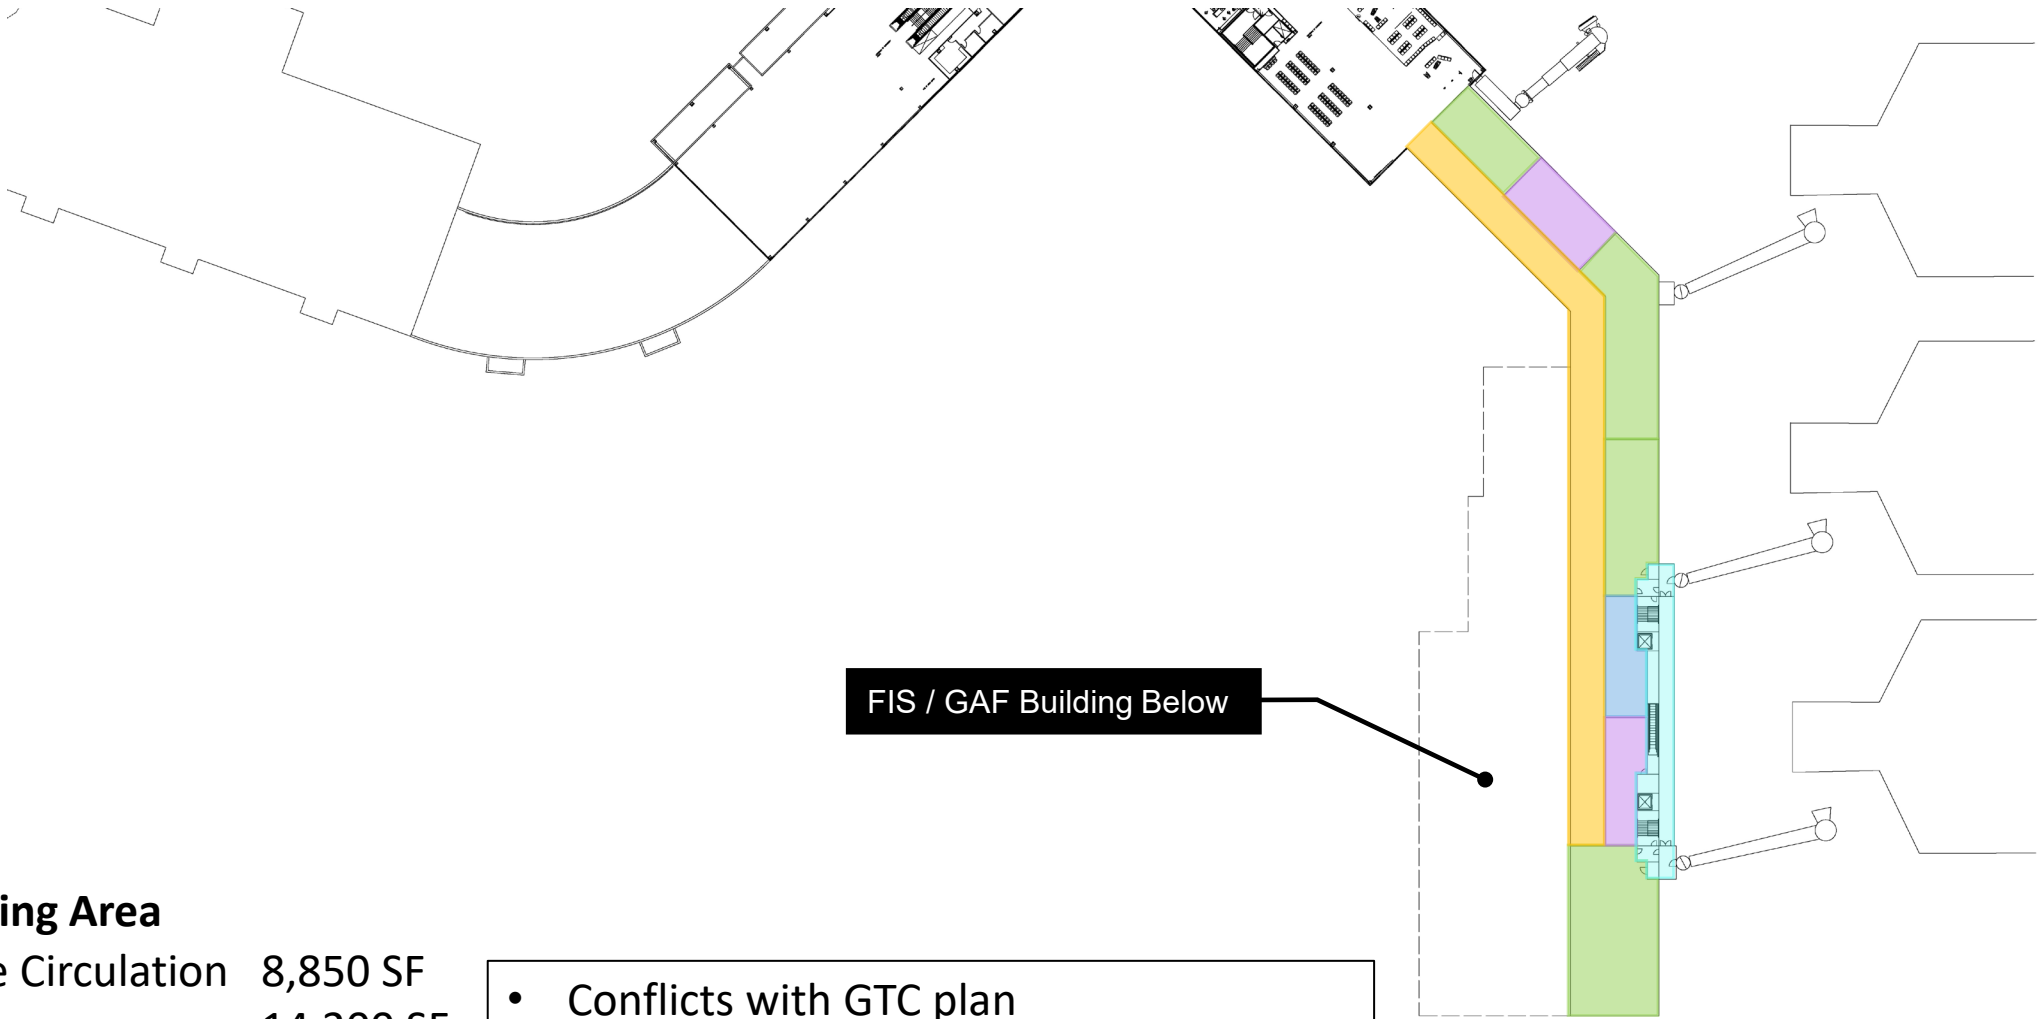 FIS / GAF Building Below
ing Area
e Circulation 8,850 SF
• Conflicts with GTC plan